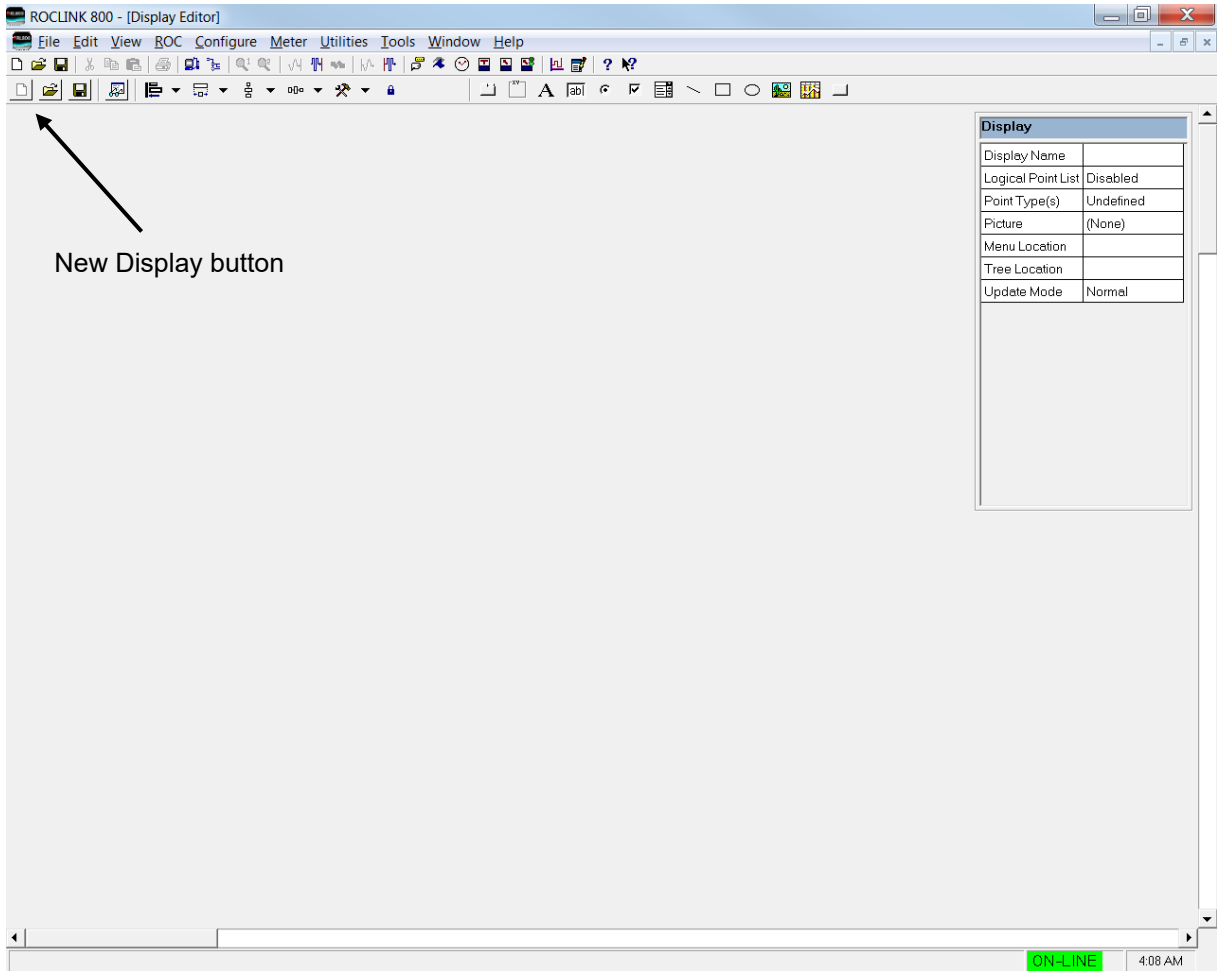 ROCLINK 800 - [Display Editor]
File Edit View ROC Configure Meter Utilities Tools Window Help
A ab
Display
Display Name
Logical Point List Disabled
Point Type(s) Undefined
Picture (None)
Menu Location
Tree Location
Update Mode Normal
New Display button
ON-LINE 4:08 AM